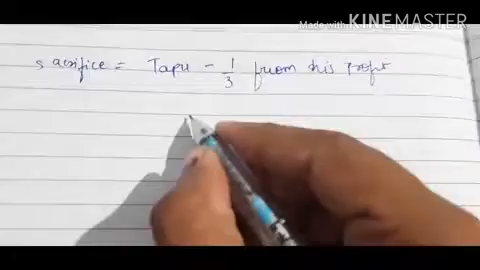 Made with KINEMASTER
sacrifice = Tapu - 1/3 from his profit